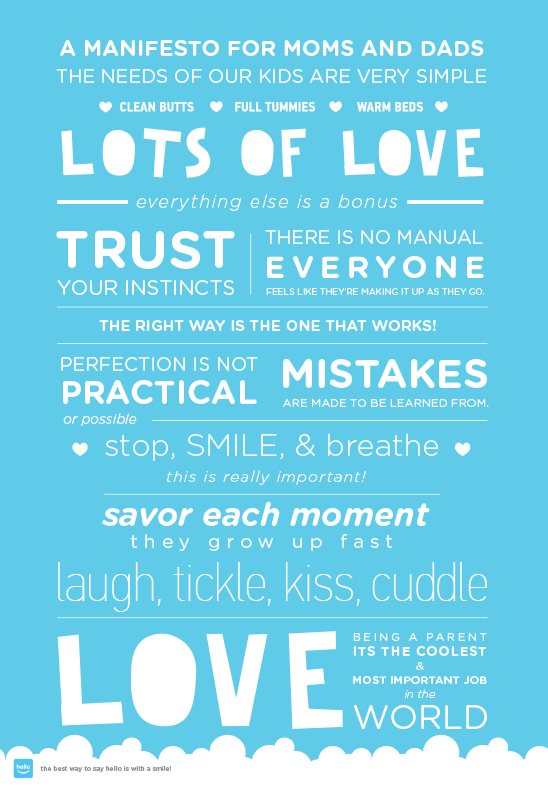 A MANIFESTO FOR MOMS AND DADS
THE NEEDS OF OUR KIDS ARE VERY SIMPLE
CLEAN BUTTS FULL TUMMIES WARM BEDS
LOTS OF LOVE
everything else is a bonus
TRUST
YOUR INSTINCTS
THERE IS NO MANUAL
EVERYONE
FEELS LIKE THEY'RE MAKING IT UP AS THEY GO.
THE RIGHT WAY IS THE ONE THAT WORKS!
PERFECTION IS NOT
PRACTICAL
or possible
MISTAKES
ARE MADE TO BE LEARNED FROM.
stop, SMILE, & breathe
this is really important!
savor each moment
they grow up fast
laugh, tickle, kiss, cuddle
LOVE
BEING A PARENT
ITS THE COOLEST
&
MOST IMPORTANT JOB
in the
WORLD
hello
the best way to say hello is with a smile!